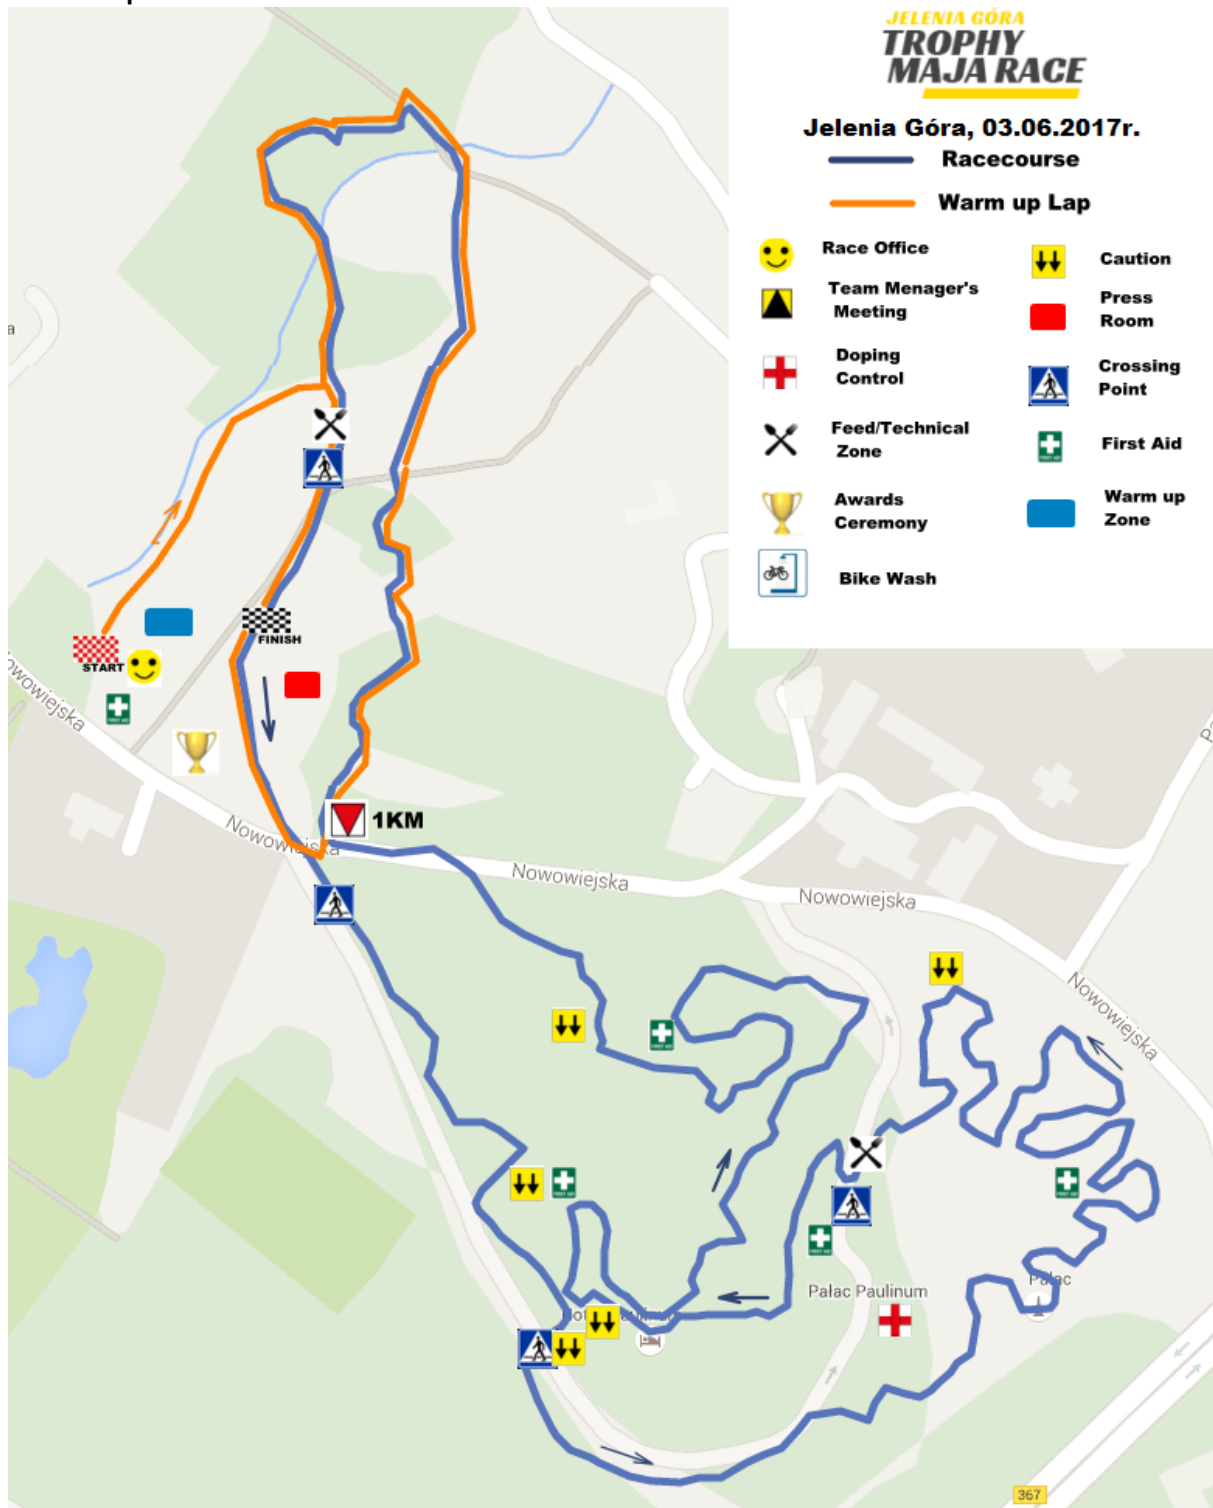 JELENIA GÓRA
TROPHY
MAJA RACE
Jelenia Góra, 03.06.2017r.
Racecourse
Warm up Lap
Race Office
Caution
Team Menager's
Meeting
Press
Room
Doping
Control
Crossing
Point
Feed/Technical
Zone
First Aid
Awards
Ceremony
Warm up
Zone
Bike Wash
FINISH
START
Nowowiejska
1KM
Nowowiejska
Nowowiejska
Nowowiejska
Nowowiejska
Pałac Paulinum
Pałac
367